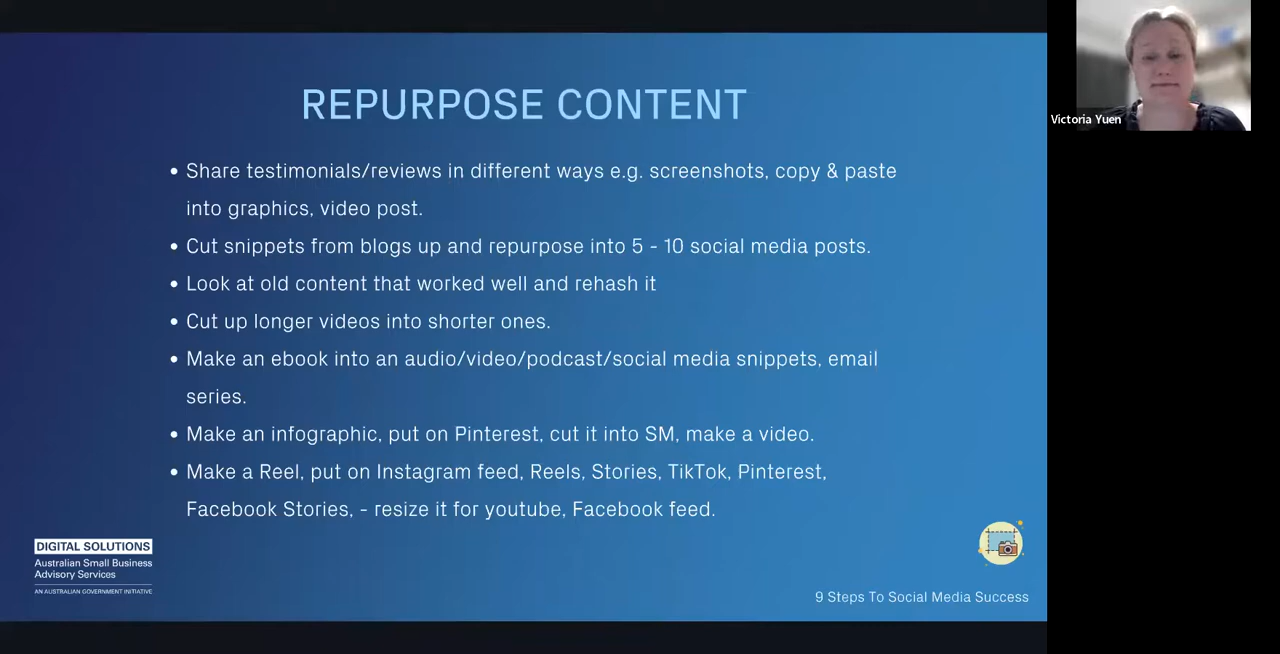 REPURPOSE CONTENT
• Share testimonials/reviews in different ways e.g. screenshots, copy & paste
into graphics, video post.
• Cut snippets from blogs up and repurpose into 5 - 10 social media posts.
• Look at old content that worked well and rehash it
• Cut up longer videos into shorter ones.
• Make an ebook into an audio/video/podcast/social media snippets, email
series.
• Make an infographic, put on Pinterest, cut it into SM, make a video.
• Make a Reel, put on Instagram feed, Reels, Stories, TikTok, Pinterest,
Facebook Stories, - resize it for youtube, Facebook feed.
DIGITAL SOLUTIONS
Australian Small Business
Advisory Services
AN AUSTRALIAN GOVERNMENT INITIATIVE
9 Steps To Social Media Success
Victoria Yuen